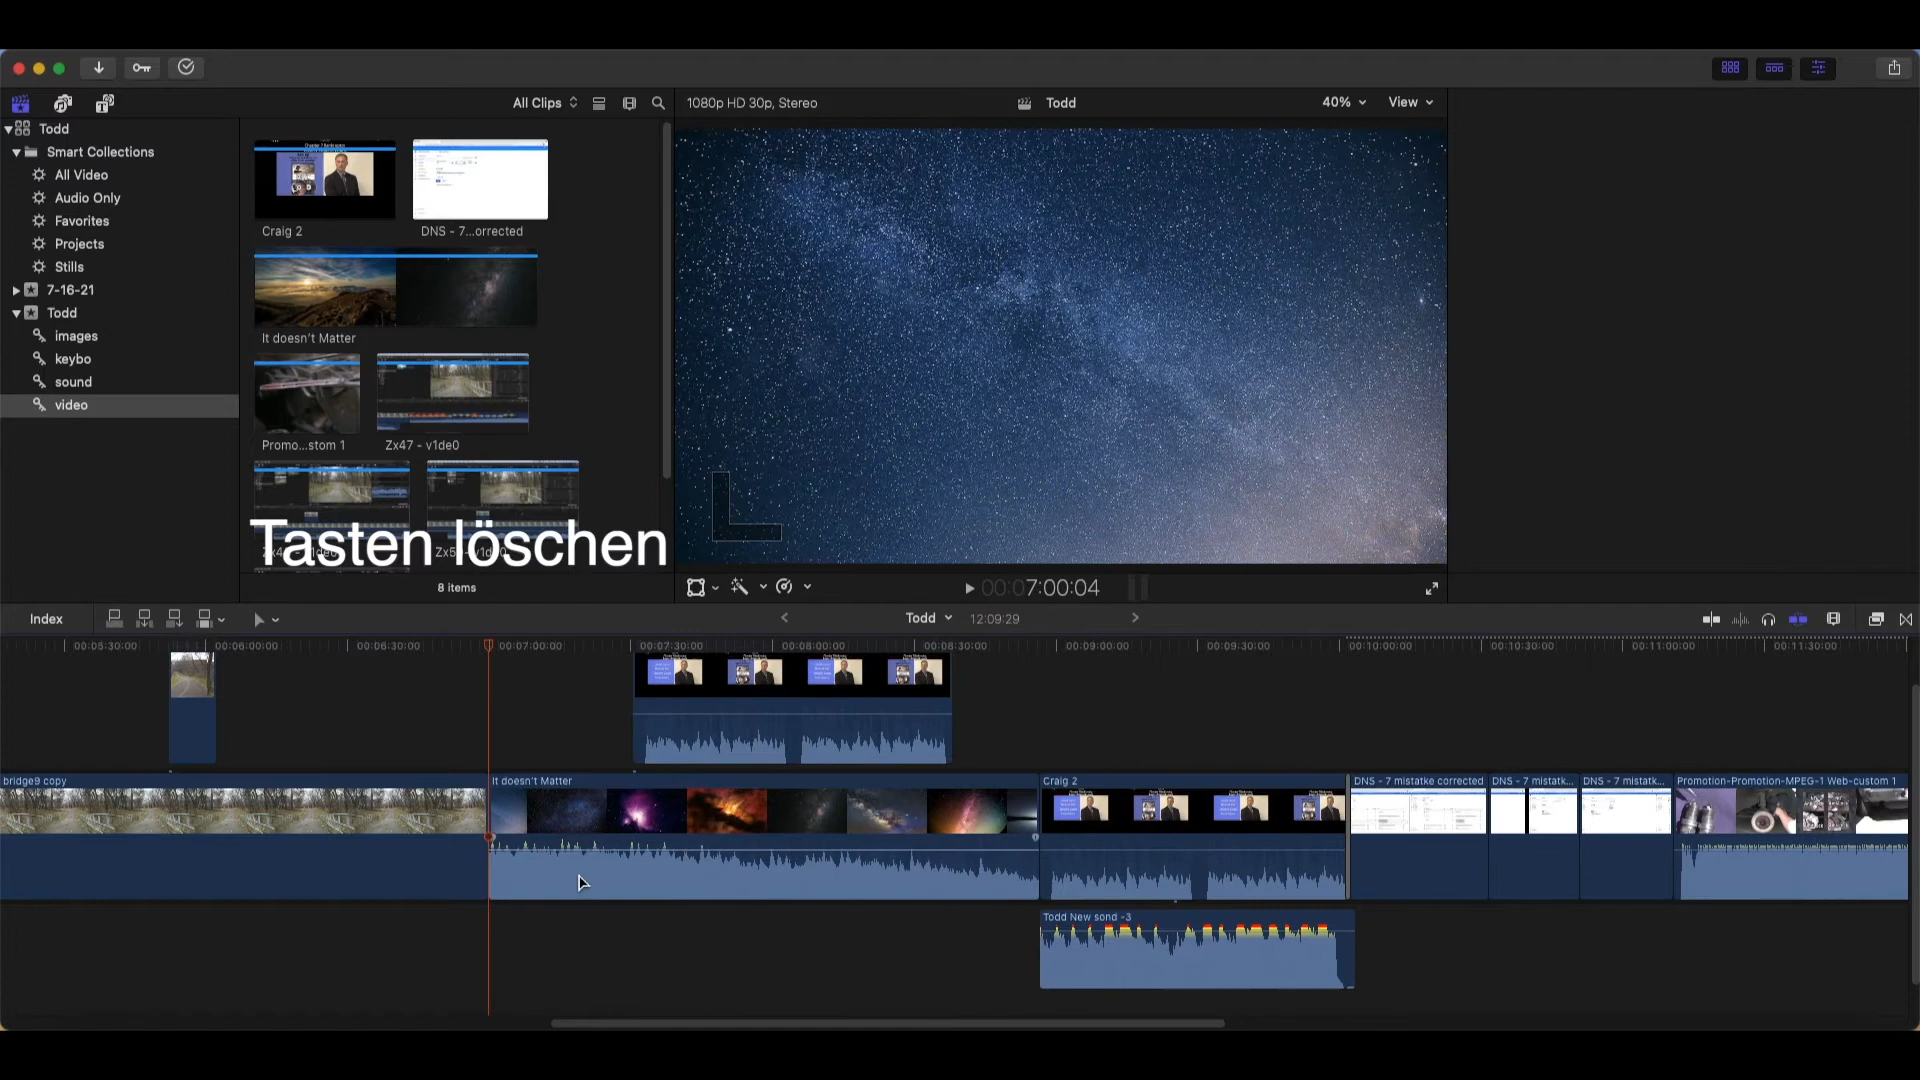 All Clips
1080p HD 30p, Stereo
Todd
40%
View
Todd
Smart Collections
All Video
Audio Only
Favorites
Projects
Stills
7-16-21
Todd
images
keybo
sound
video
Craig 2
DNS - 7...orrected
It doesn't Matter
Promo...stom 1
Zx47 - v1de0
Tasten löschen
8 items
00:07:00:04
Index
Todd
12:09:29
00:05:30:00
00:06:00:00
00:06:30:00
00:07:00:00
00:07:30:00
00:08:00:00
00:08:30:00
00:09:00:00
00:09:30:00
00:10:00:00
00:10:30:00
00:11:00:00
00:11:30:00
bridge9 copy
It doesn't Matter
Craig 2
DNS - 7 mistatke corrected
DNS - 7 mistatk...
DNS - 7 mistatk...
Promotion-Promotion-MPEG-1 Web-custom 1
Todd New sond -3